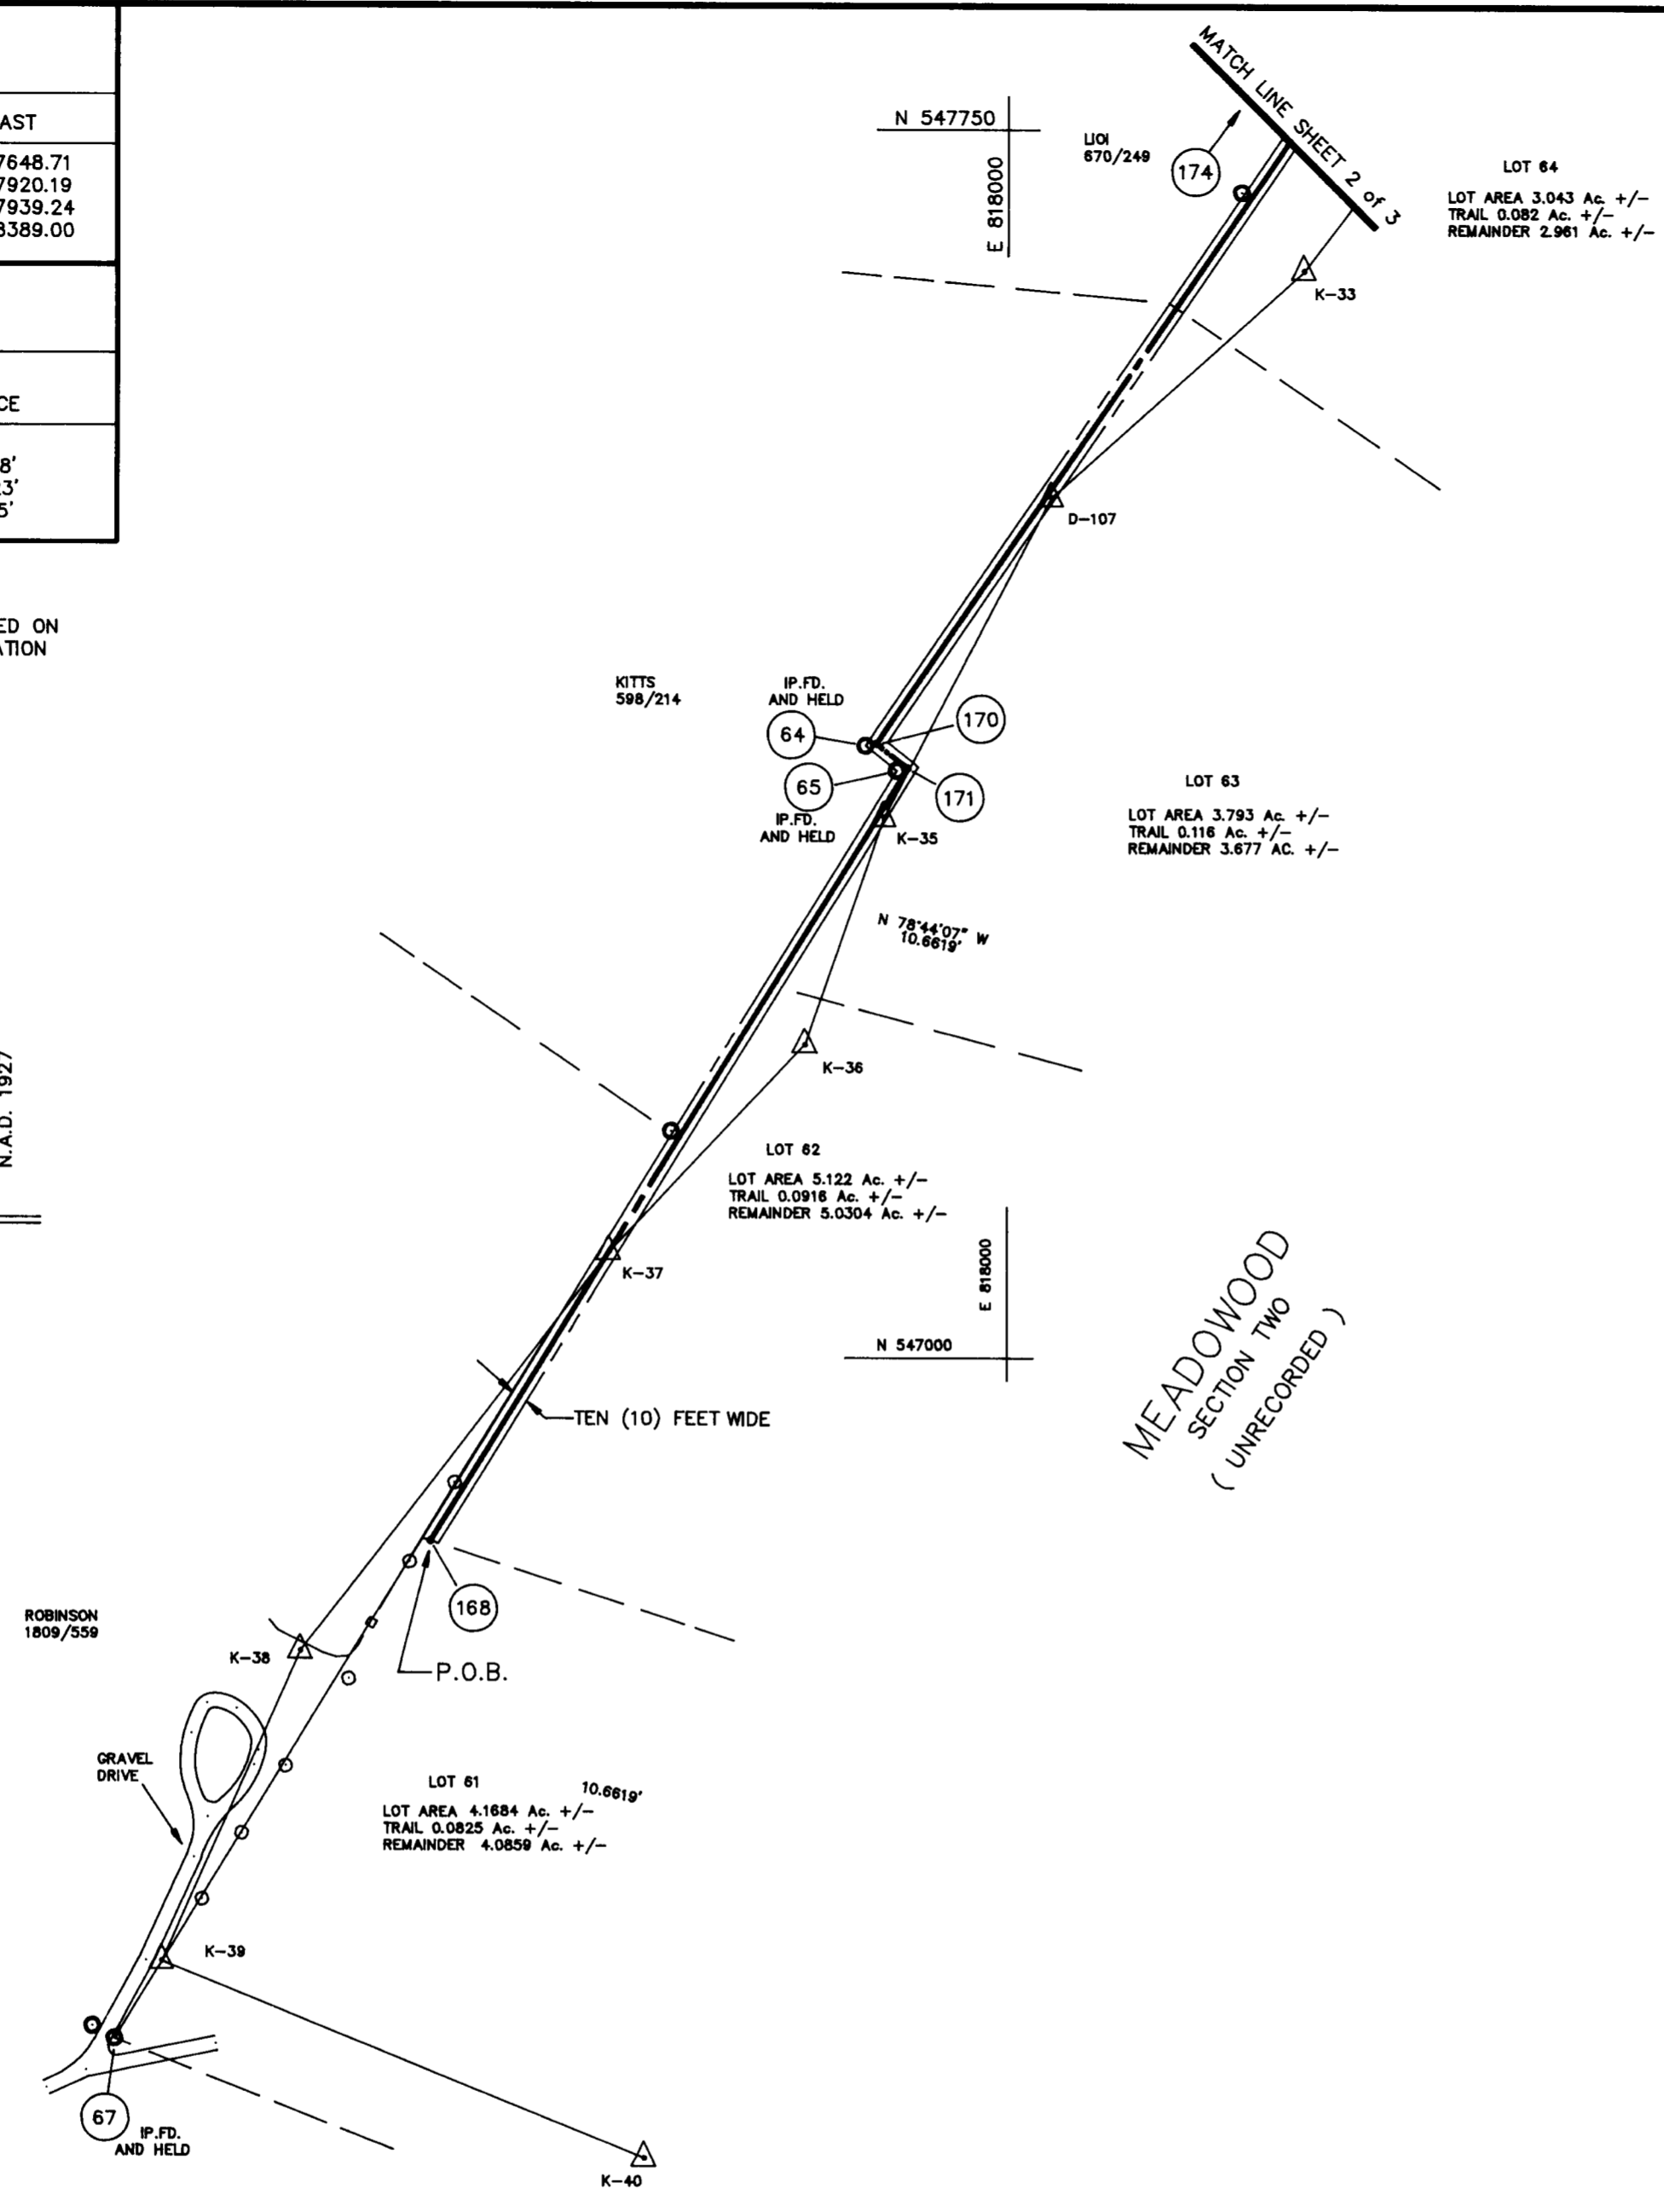 AST
7648.71
7920.19
7939.24
8389.00
CE
8'
23'
5'
ED ON
ATION
N.A.D. 1927
MATCH LINE SHEET 2 of 3
N 547750
E 818000
LIOI
670/249
174
LOT 64
LOT AREA 3.043 Ac. +/-
TRAIL 0.082 Ac. +/-
REMAINDER 2.961 Ac. +/-
K-33
D-107
KITTS
598/214
IP.FD.
AND HELD
64
170
65
171
IP.FD.
AND HELD
K-35
LOT 63
LOT AREA 3.793 Ac. +/-
TRAIL 0.116 Ac. +/-
REMAINDER 3.677 AC. +/-
N 78°44'07" W
10.6619'
K-36
LOT 62
LOT AREA 5.122 Ac. +/-
TRAIL 0.0916 Ac. +/-
REMAINDER 5.0304 Ac. +/-
K-37
E 818000
N 547000
MEADOWOOD
SECTION TWO
( UNRECORDED )
TEN (10) FEET WIDE
168
P.O.B.
ROBINSON
1809/559
K-38
GRAVEL
DRIVE
LOT 61
10.6619'
LOT AREA 4.1684 Ac. +/-
TRAIL 0.0825 Ac. +/-
REMAINDER 4.0859 Ac. +/-
K-39
67
IP.FD.
AND HELD
K-40